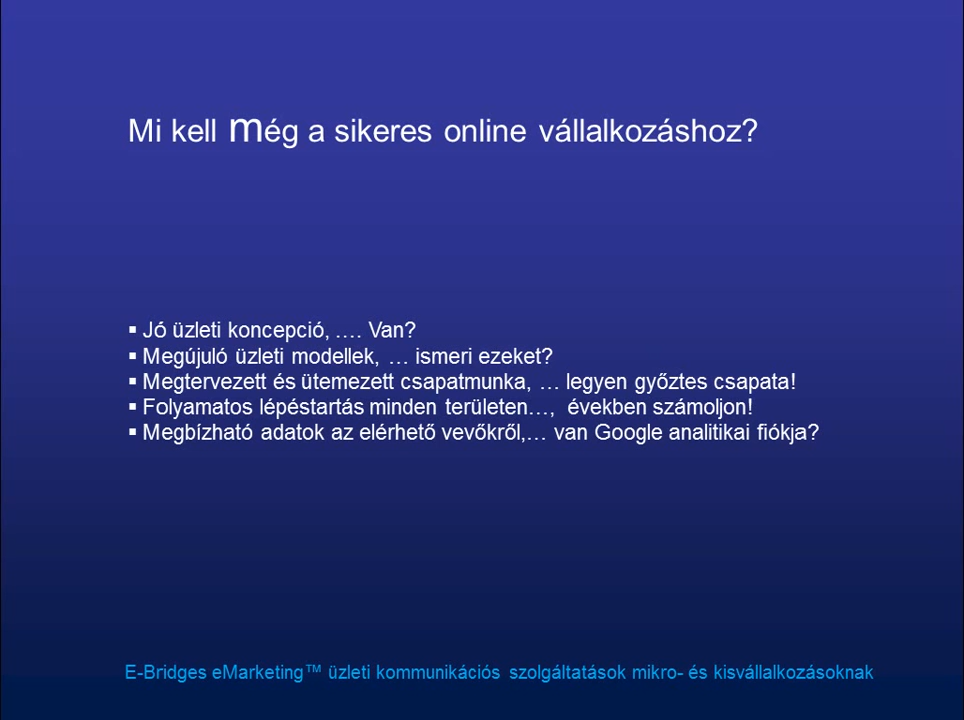 Mi kell még a sikeres online vállalkozáshoz?
▪ Jó üzleti koncepció, …. Van?
▪ Megújuló üzleti modellek, … ismeri ezeket?
▪ Megtervezett és ütemezett csapatmunka, … legyen győztes csapata!
▪ Folyamatos lépéstartás minden területen…, években számoljon!
▪ Megbízható adatok az elérhető vevőkről,… van Google analitikai fiókja?
E-Bridges eMarketing™ üzleti kommunikációs szolgáltatások mikro- és kisvállalkozásoknak